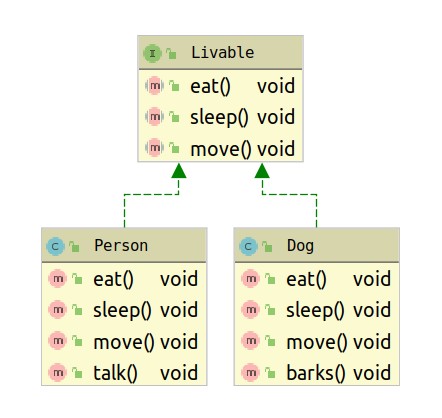 I Livable
m eat() void
m sleep() void
m move() void
C Person
m eat() void
m sleep() void
m move() void
m talk() void
C Dog
m eat() void
m sleep() void
m move() void
m barks() void